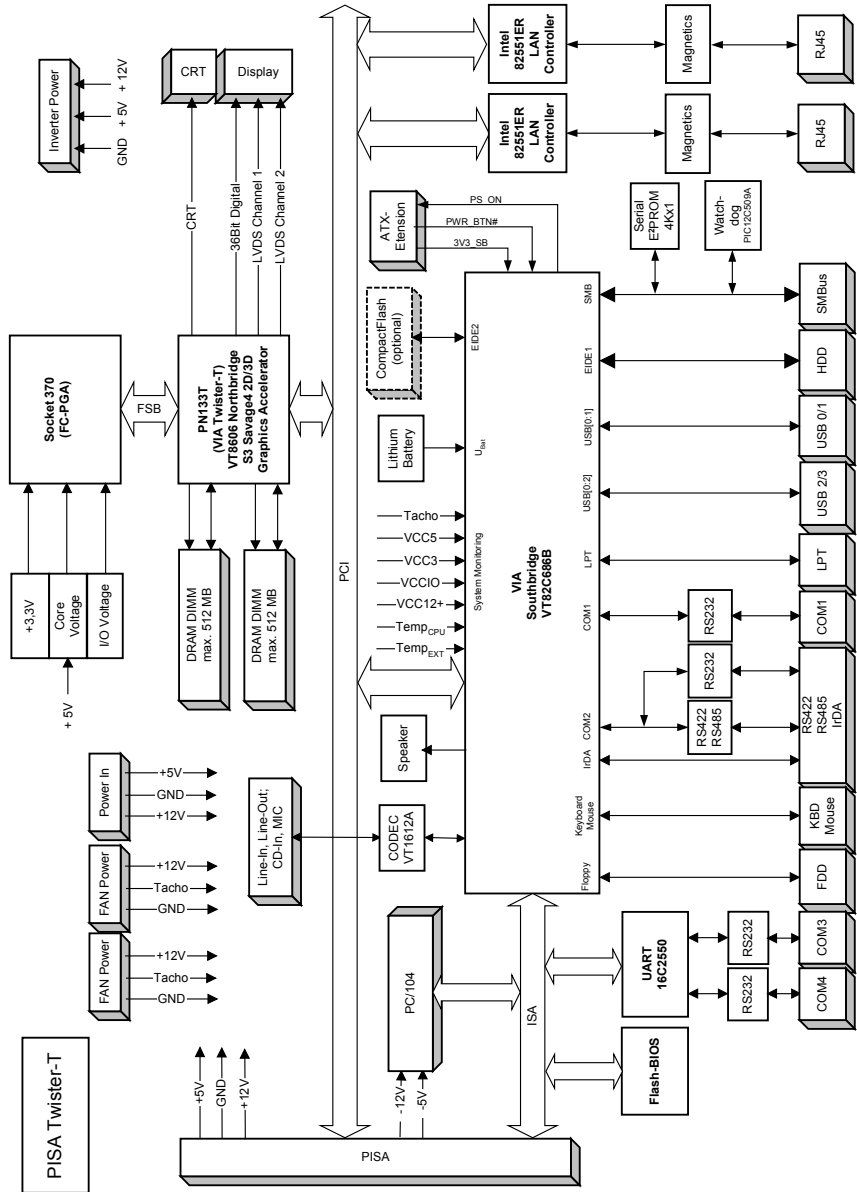 PISA Twister-T
FAN Power
+12V
Tacho
GND
FAN Power
+12V
Tacho
GND
Power In
+5V
GND
+12V
+ 5V
+3,3V
Core
Voltage
I/O Voltage
Socket 370
(FC-PGA)
FSB
Inverter Power
GND
+ 5V
+ 12V
DRAM DIMM
max. 512 MB
DRAM DIMM
max. 512 MB
PN133T
(VIA Twister-T)
VT8606 Northbridge
S3 Savage4 2D/3D
Graphics Accelerator
CRT
36Bit Digital
LVDS Channel 1
LVDS Channel 2
CRT
Display
+5V
GND
+12V
PISA
-12V
-5V
PCI
Line-In, Line-Out;
CD-In, MIC
PC/104
ISA
CODEC
VT1612A
Speaker
Temp EXT
Temp CPU
VCC12+
VCCIO
VCC3
VCC5
Tacho
System Monitoring
Lithium
Battery
U Bat
CompactFlash
(optional)
EIDE2
ATX-
Etension
3V3_SB
PWR_BTN#
PS_ON
Intel
82551ER
LAN
Controller
Intel
82551ER
LAN
Controller
VIA
Southbridge
VT82C686B
Floppy
Keyboard
Mouse
IrDA
COM2
COM1
LPT
USB[0:2]
USB[0:1]
EIDE1
SMB
Serial
E²PROM
4Kx1
Watch-
dog
PIC12C509A
Magnetics
Magnetics
Flash-BIOS
UART
16C2550
RS232
RS232
RS422
RS485
RS232
RS232
COM4
COM3
FDD
KBD
Mouse
RS422
RS485
IrDA
COM1
LPT
USB 2/3
USB 0/1
HDD
SMBus
RJ45
RJ45